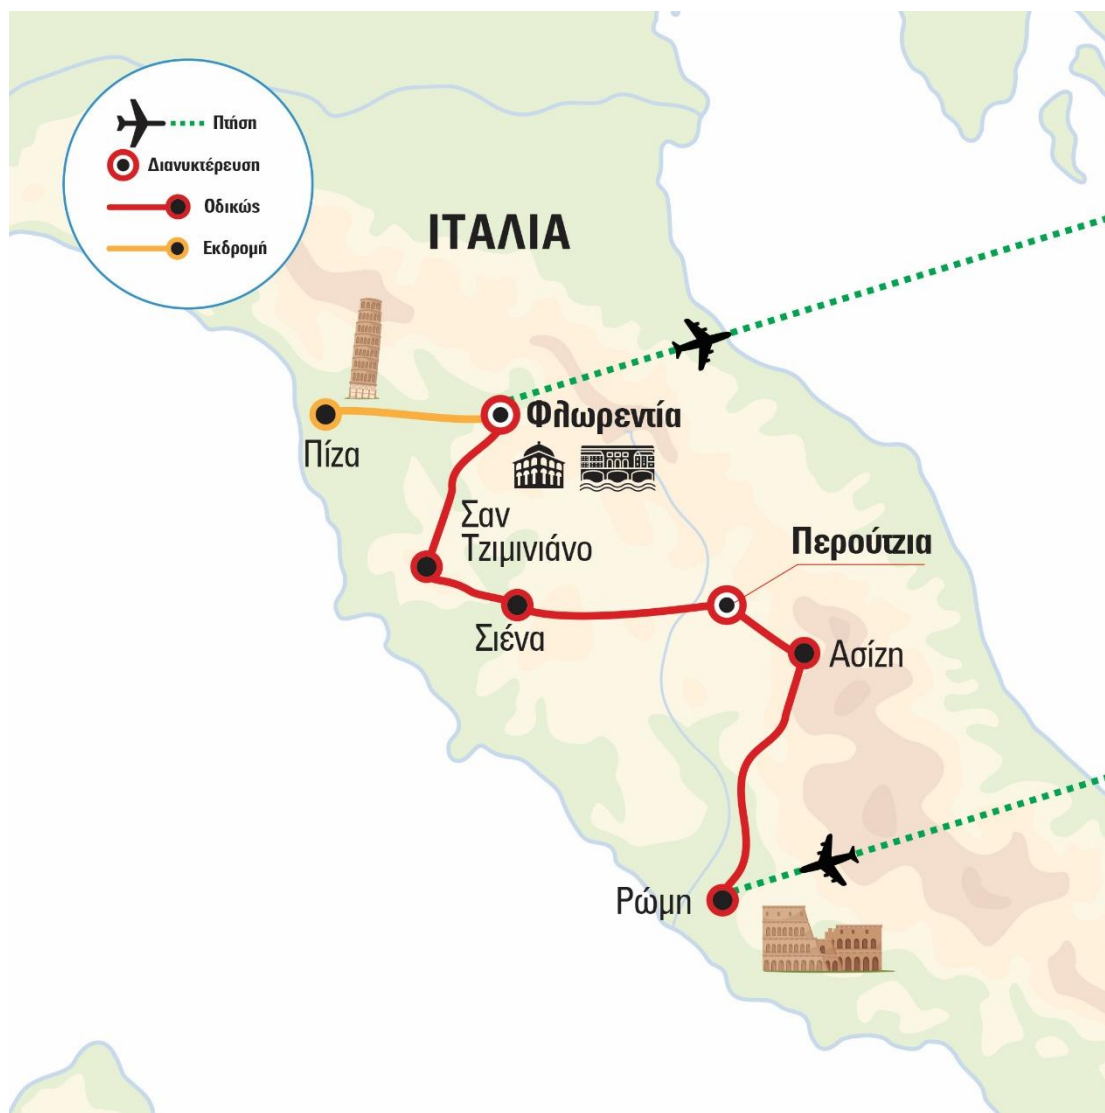 Πτήση
Διανυκτέρευση
Οδικώς
Εκδρομή
ΙΤΑΛΙΑ
Φλωρεντία
Πίζα
Σαν
Τζιμινιάνο
Περούτζια
Σιένα
Ασίζη
Ρώμη